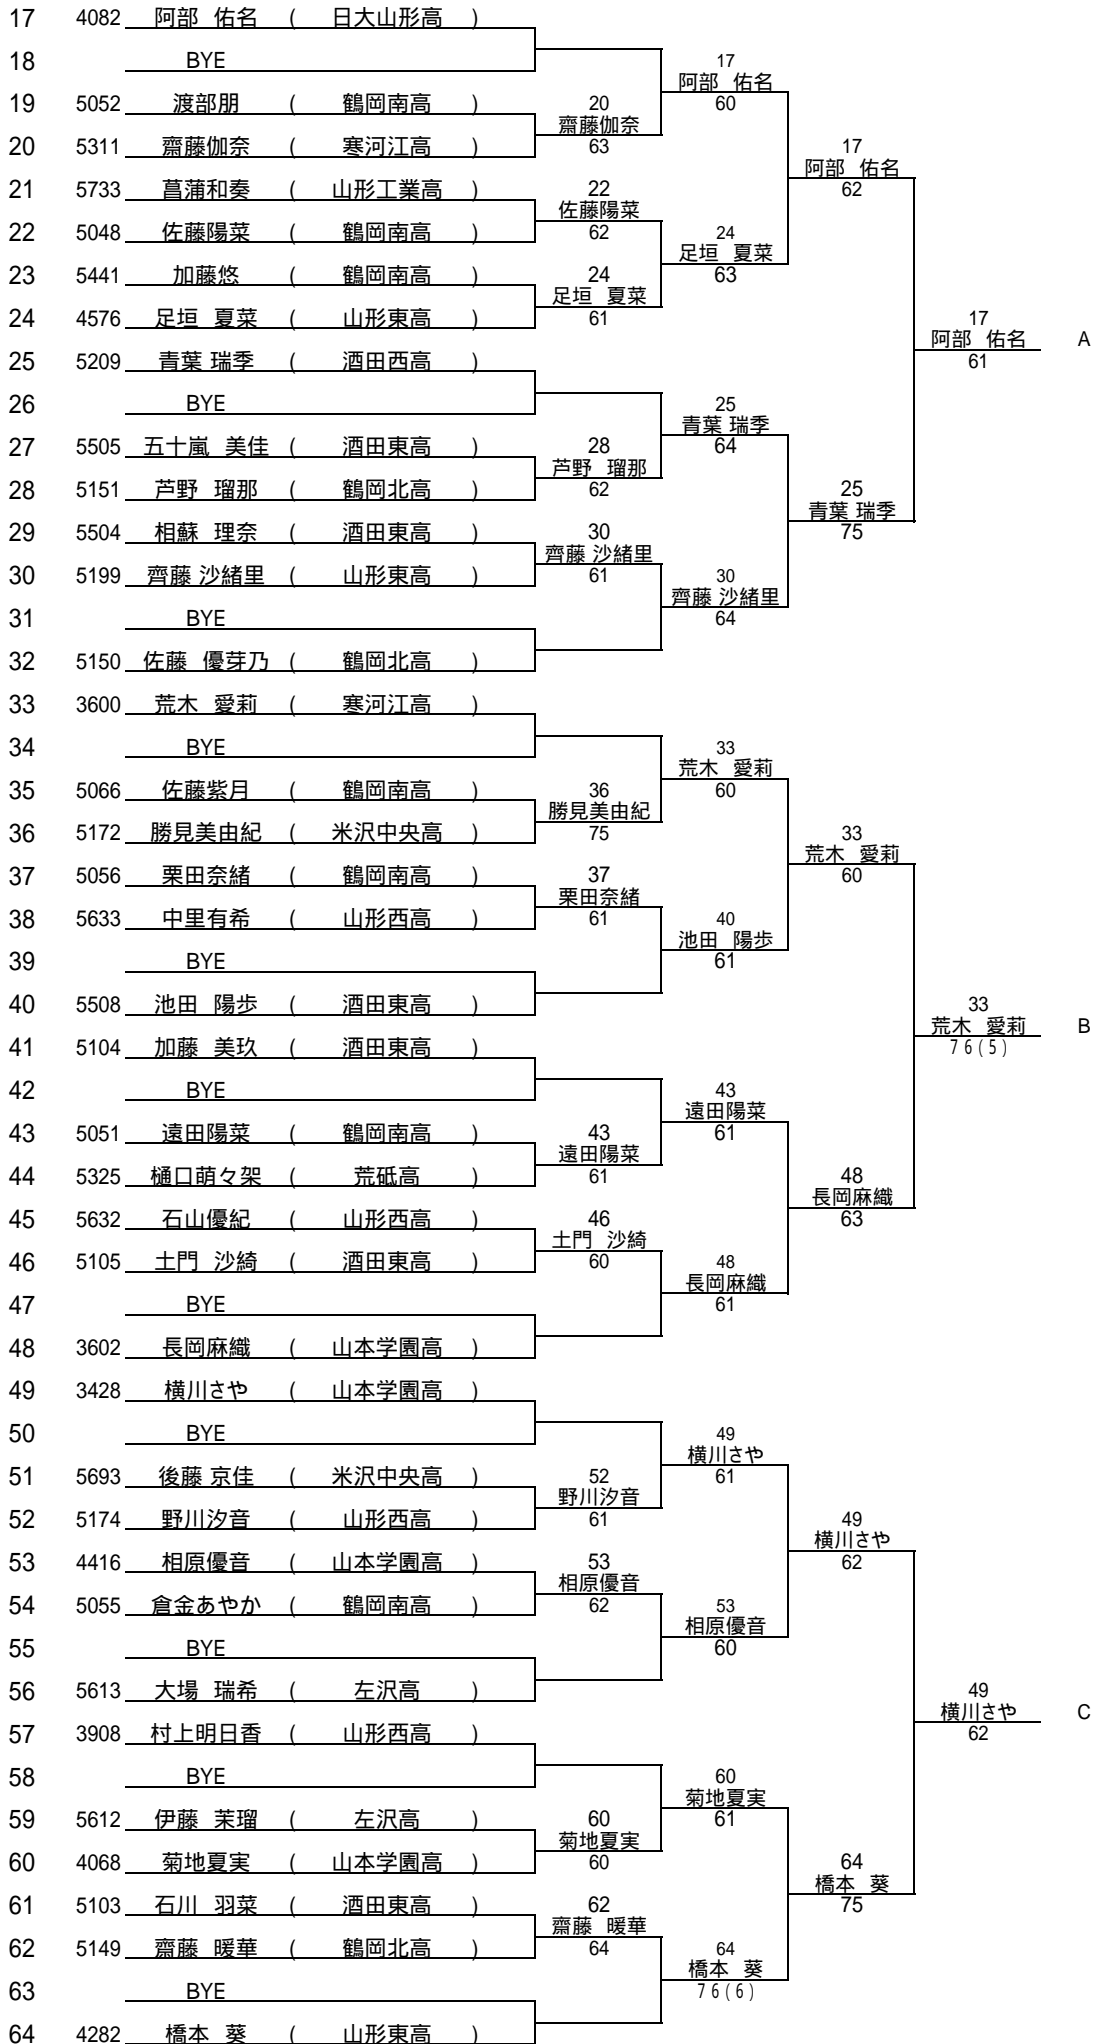 17 4082 阿部 佑名 ( 日大山形高 )
18 BYE
17
阿部 佑名
60
19 5052 渡部朋 ( 鶴岡南高 )
20
齋藤伽奈
63
20 5311 齋藤伽奈 ( 寒河江高 )
17
阿部 佑名
62
21 5733 菖蒲和奏 ( 山形工業高 )
22
佐藤陽菜
62
22 5048 佐藤陽菜 ( 鶴岡南高 )
24
足垣 夏菜
63
23 5441 加藤悠 ( 鶴岡南高 )
24
足垣 夏菜
61
24 4576 足垣 夏菜 ( 山形東高 )
17
阿部 佑名
61
A
25 5209 青葉 瑞季 ( 酒田西高 )
26 BYE
25
青葉 瑞季
64
27 5505 五十嵐 美佳 ( 酒田東高 )
28
芦野 瑠那
62
28 5151 芦野 瑠那 ( 鶴岡北高 )
25
青葉 瑞季
75
29 5504 相蘇 理奈 ( 酒田東高 )
30
齊藤 沙緒里
61
30 5199 齊藤 沙緒里 ( 山形東高 )
30
齊藤 沙緒里
64
31 BYE
32 5150 佐藤 優芽乃 ( 鶴岡北高 )
33 3600 荒木 愛莉 ( 寒河江高 )
34 BYE
33
荒木 愛莉
60
35 5066 佐藤紫月 ( 鶴岡南高 )
36
勝見美由紀
75
36 5172 勝見美由紀 ( 米沢中央高 )
33
荒木 愛莉
60
37 5056 栗田奈緒 ( 鶴岡南高 )
37
栗田奈緒
61
38 5633 中里有希 ( 山形西高 )
40
池田 陽歩
61
39 BYE
40 5508 池田 陽歩 ( 酒田東高 )
33
荒木 愛莉
76(5)
B
41 5104 加藤 美玖 ( 酒田東高 )
42 BYE
43
遠田陽菜
61
43 5051 遠田陽菜 ( 鶴岡南高 )
43
遠田陽菜
61
44 5325 樋口萌々架 ( 荒砥高 )
48
長岡麻織
63
45 5632 石山優紀 ( 山形西高 )
46
土門 沙綺
60
46 5105 土門 沙綺 ( 酒田東高 )
48
長岡麻織
61
47 BYE
48 3602 長岡麻織 ( 山本学園高 )
49 3428 横川さや ( 山本学園高 )
50 BYE
49
横川さや
61
51 5693 後藤 京佳 ( 米沢中央高 )
52
野川汐音
61
52 5174 野川汐音 ( 山形西高 )
49
横川さや
62
53 4416 相原優音 ( 山本学園高 )
53
相原優音
62
54 5055 倉金あやか ( 鶴岡南高 )
53
相原優音
60
55 BYE
56 5613 大場 瑞希 ( 左沢高 )
49
横川さや
62
C
57 3908 村上明日香 ( 山形西高 )
58 BYE
60
菊地夏実
61
59 5612 伊藤 茉瑠 ( 左沢高 )
60
菊地夏実
60
60 4068 菊地夏実 ( 山本学園高 )
64
橋本 葵
75
61 5103 石川 羽菜 ( 酒田東高 )
62
齋藤 暖華
64
62 5149 齋藤 暖華 ( 鶴岡北高 )
64
橋本 葵
76(6)
63 BYE
64 4282 橋本 葵 ( 山形東高 )